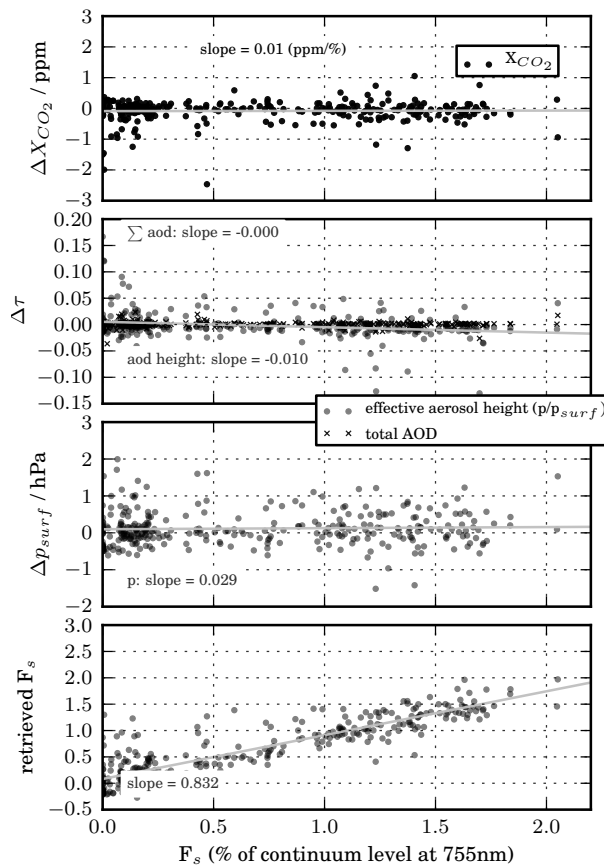 3
slope = 0.01 (ppm/%)
X_{CO_2}
2
1
0
−1
−2
−3
ΔX_{CO_2} / ppm
0.20
∑ aod: slope = -0.000
0.15
0.10
0.05
0.00
−0.05
aod height: slope = -0.010
−0.10
−0.15
Δτ
effective aerosol height (p/p_{surf})
total AOD
3
2
1
0
−1
p: slope = 0.029
−2
Δp_{surf} / hPa
3.0
2.5
2.0
1.5
1.0
0.5
0.0
slope = 0.832
−0.5
retrieved F_s
0.0 0.5 1.0 1.5 2.0
F_s (% of continuum level at 755nm)